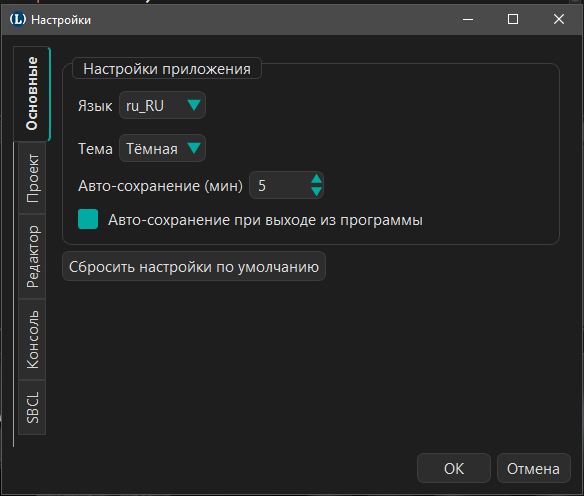 (L) Настройки
Основные
Проект
Редактор
Консоль
SBCL
Настройки приложения
Язык ru_RU
Тема Тёмная
Авто-сохранение (мин) 5
Авто-сохранение при выходе из программы
Сбросить настройки по умолчанию
OK Отмена